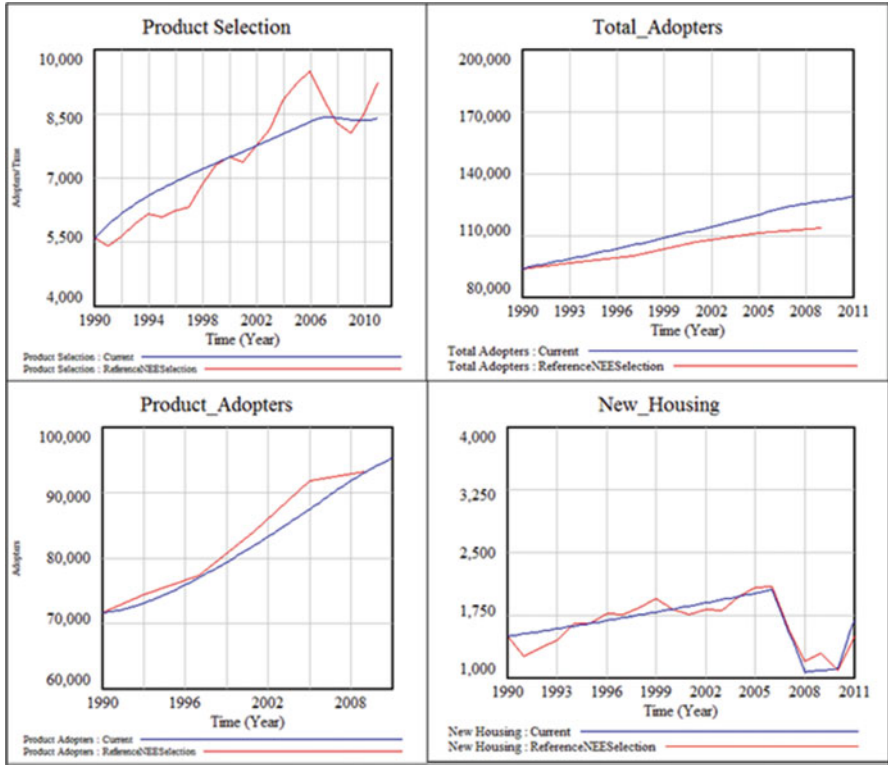 Product Selection
10,000
8,500
7,000
5,500
4,000
Adopters/Time
1990 1994 1998 2002 2006 2010
Time (Year)
Product Selection : Current
Product Selection : ReferenceNEESelection
Total_Adopters
200,000
170,000
140,000
110,000
80,000
1990 1993 1996 1999 2002 2005 2008 2011
Time (Year)
Total Adopters : Current
Total Adopters : ReferenceNEESelection
Product_Adopters
100,000
90,000
80,000
70,000
60,000
Adopters
1990 1996 2002 2008
Time (Year)
Product Adopters : Current
Product Adopters : ReferenceNEESelection
New_Housing
4,000
3,250
2,500
1,750
1,000
1990 1993 1996 1999 2002 2005 2008 2011
Time (Year)
New Housing : Current
New Housing : ReferenceNEESelection